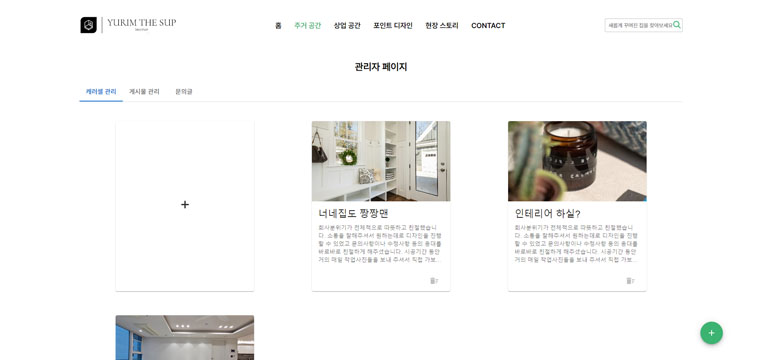 YURIM THE SUP
홈 주거 공간 상업 공간 포인트 디자인 현장 스토리 CONTACT
새롭게 꾸며진 집을 찾아보세요
관리자 페이지
캐러셀 관리 게시물 관리 문의글
+
너네집도 짱짱맨
회사분위기가 전체적으로 따뜻하고 친절했습니
다. 소통을 잘해주셔서 원하는데로 디자인을 진행
할 수 있었고 문의사항이나 수정사항 등의 응대를
바로바로 친절하게 해주셨습니다. 시공기간 동안
거의 매일 작업사진들을 보내 주셔서 직접 가보...
인테리어 하실?
회사분위기가 전체적으로 따뜻하고 친절했습니
다. 소통을 잘해주셔서 원하는데로 디자인을 진행
할 수 있었고 문의사항이나 수정사항 등의 응대를
바로바로 친절하게 해주셨습니다. 시공기간 동안
거의 매일 작업사진들을 보내 주셔서 직접 가보...
+